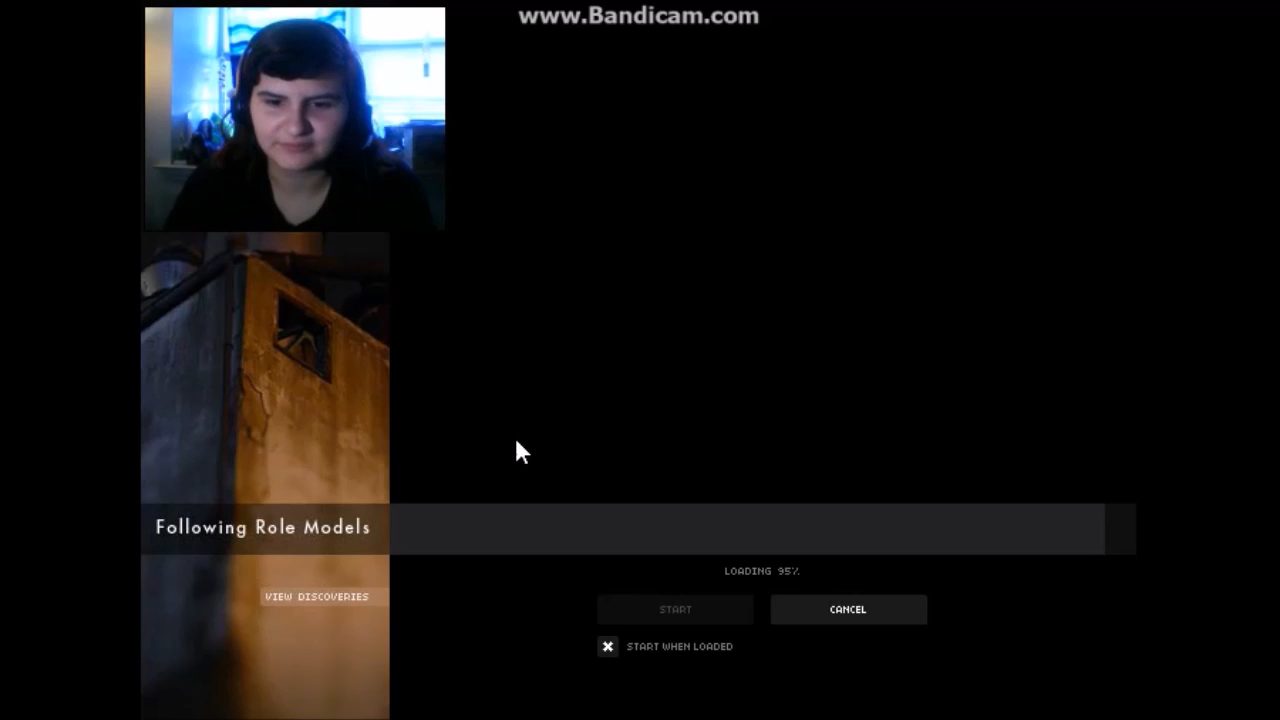 www.Bandicam.com
Following Role Models
LOADING 95%
VIEW DISCOVERIES
START
CANCEL
START WHEN LOADED